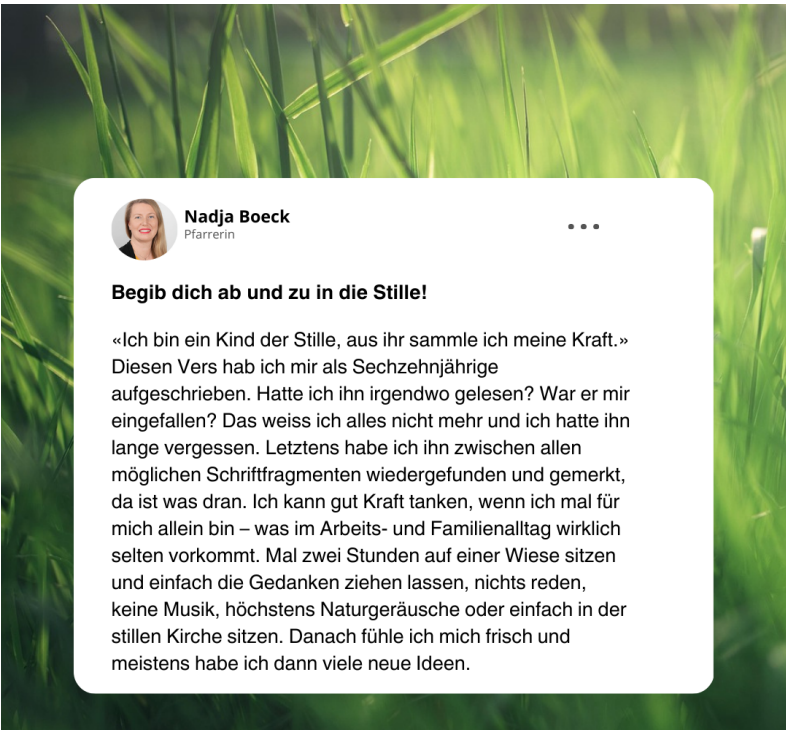 Nadja Boeck
Pfarrerin
Begib dich ab und zu in die Stille!
«Ich bin ein Kind der Stille, aus ihr sammle ich meine Kraft.»
Diesen Vers hab ich mir als Sechzehnjährige
aufgeschrieben. Hatte ich ihn irgendwo gelesen? War er mir
eingefallen? Das weiss ich alles nicht mehr und ich hatte ihn
lange vergessen. Letztens habe ich ihn zwischen allen
möglichen Schriftfragmenten wiedergefunden und gemerkt,
da ist was dran. Ich kann gut Kraft tanken, wenn ich mal für
mich allein bin – was im Arbeits- und Familienalltag wirklich
selten vorkommt. Mal zwei Stunden auf einer Wiese sitzen
und einfach die Gedanken ziehen lassen, nichts reden,
keine Musik, höchstens Naturgeräusche oder einfach in der
stillen Kirche sitzen. Danach fühle ich mich frisch und
meistens habe ich dann viele neue Ideen.